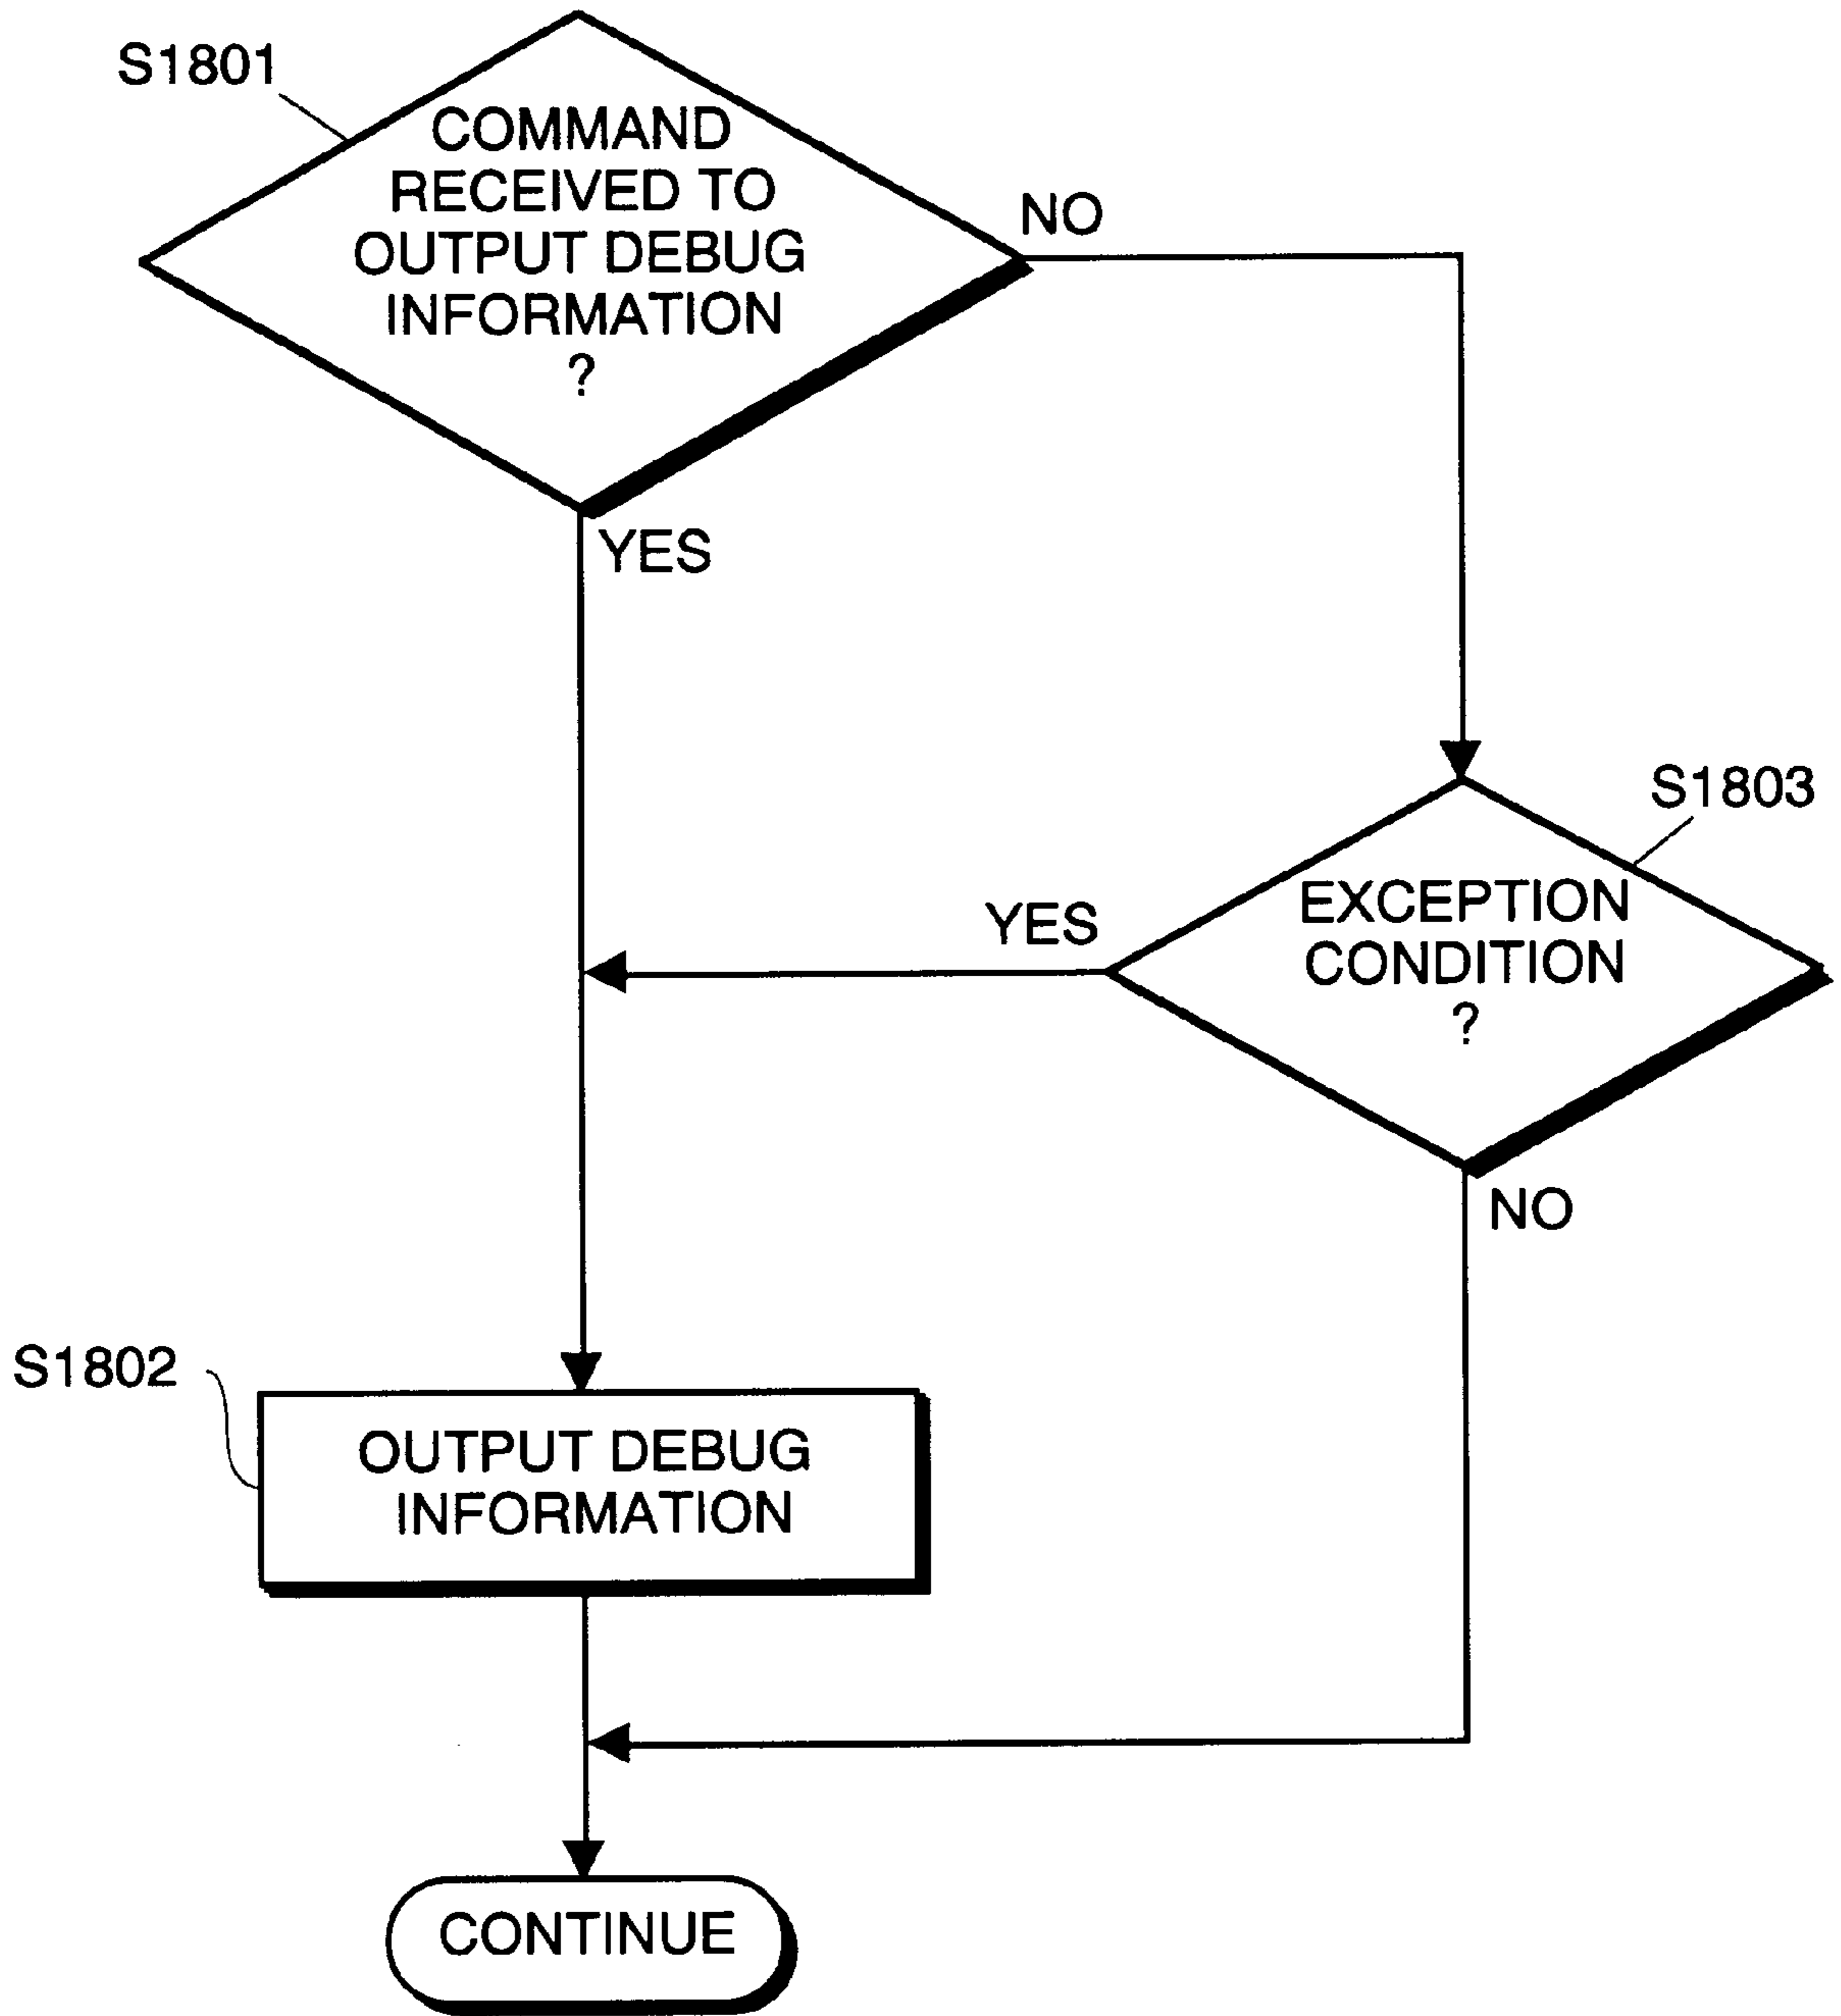 S1801
COMMAND
RECEIVED TO
OUTPUT DEBUG
INFORMATION
?
NO
YES
S1803
EXCEPTION
CONDITION
?
YES
NO
S1802
OUTPUT DEBUG
INFORMATION
CONTINUE